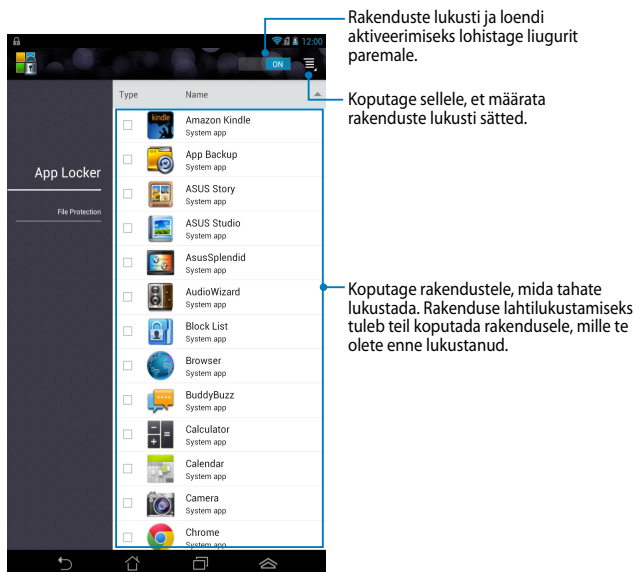 Rakenduste lukusti ja loendi
aktiveerimiseks lohistage liugurit
paremale.
Koputage sellele, et määrata
rakenduste lukusti sätted.
Koputage rakendustele, mida tahate
lukustada. Rakenduse lahtilukustamiseks
tuleb teil koputada rakendusele, mille te
olete enne lukustanud.
12:00
ON
App Locker
File Protection
Type Name
kindle
Amazon Kindle
System app
App Backup
System app
ASUS Story
System app
ASUS Studio
System app
AsusSplendid
System app
AudioWizard
System app
Block List
System app
Browser
System app
BuddyBuzz
System app
Calculator
System app
Calendar
System app
Camera
System app
Chrome
System app